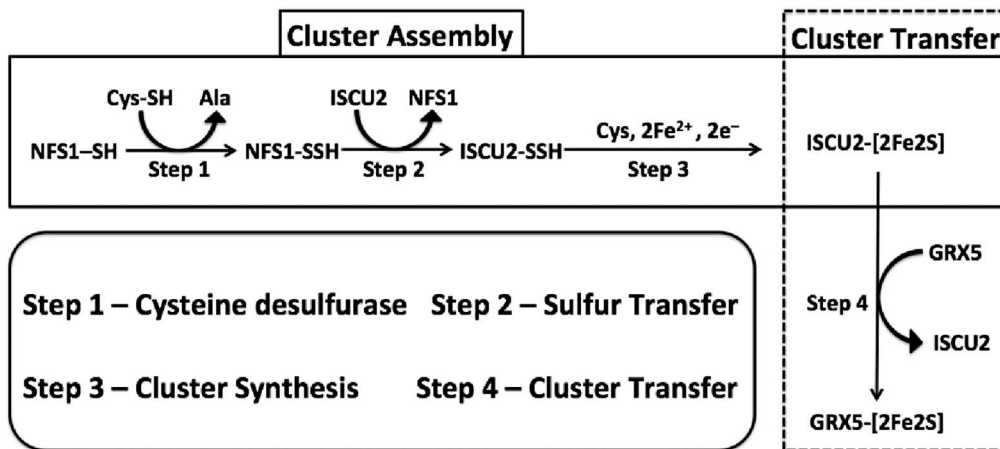 Cluster Assembly
Cluster Transfer
Cys-SH Ala
ISCU2 NFS1
NFS1–SH
Step 1
NFS1-SSH
Step 2
ISCU2-SSH
Cys, 2Fe²⁺, 2e⁻
Step 3
ISCU2-[2Fe2S]
GRX5
Step 4
ISCU2
GRX5-[2Fe2S]
Step 1 – Cysteine desulfurase Step 2 – Sulfur Transfer
Step 3 – Cluster Synthesis Step 4 – Cluster Transfer